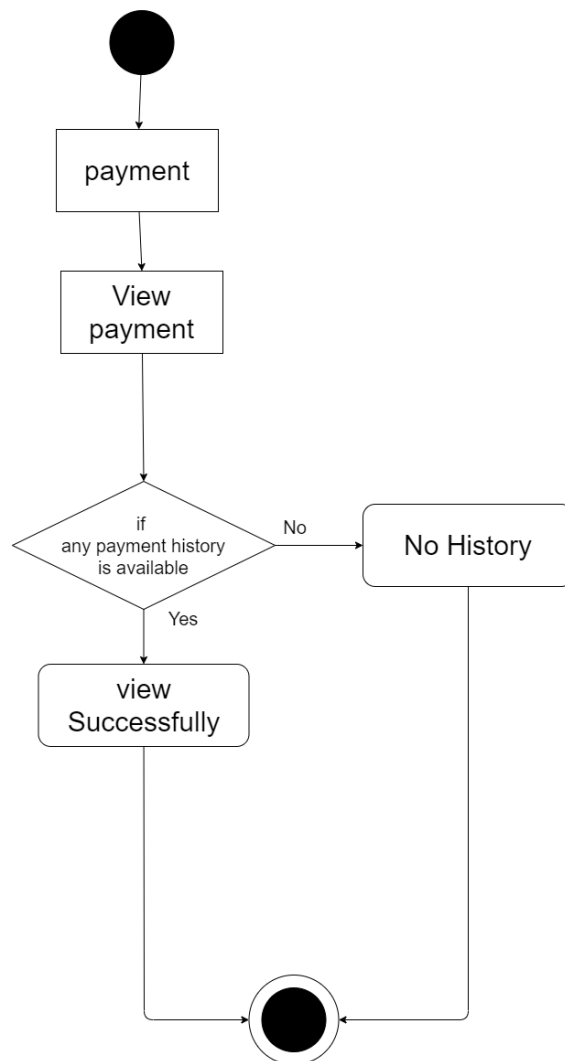 payment
View
payment
if
any payment history
is available
No
No History
Yes
view
Successfully